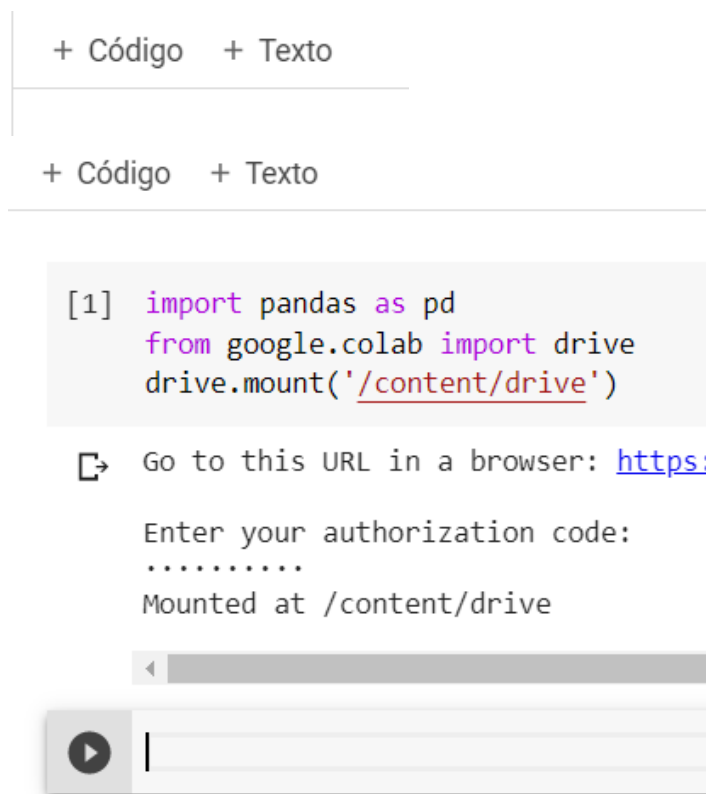 + Código + Texto
+ Código + Texto
[1] import pandas as pd
from google.colab import drive
drive.mount('/content/drive')
Go to this URL in a browser: https:
Enter your authorization code:
··········
Mounted at /content/drive